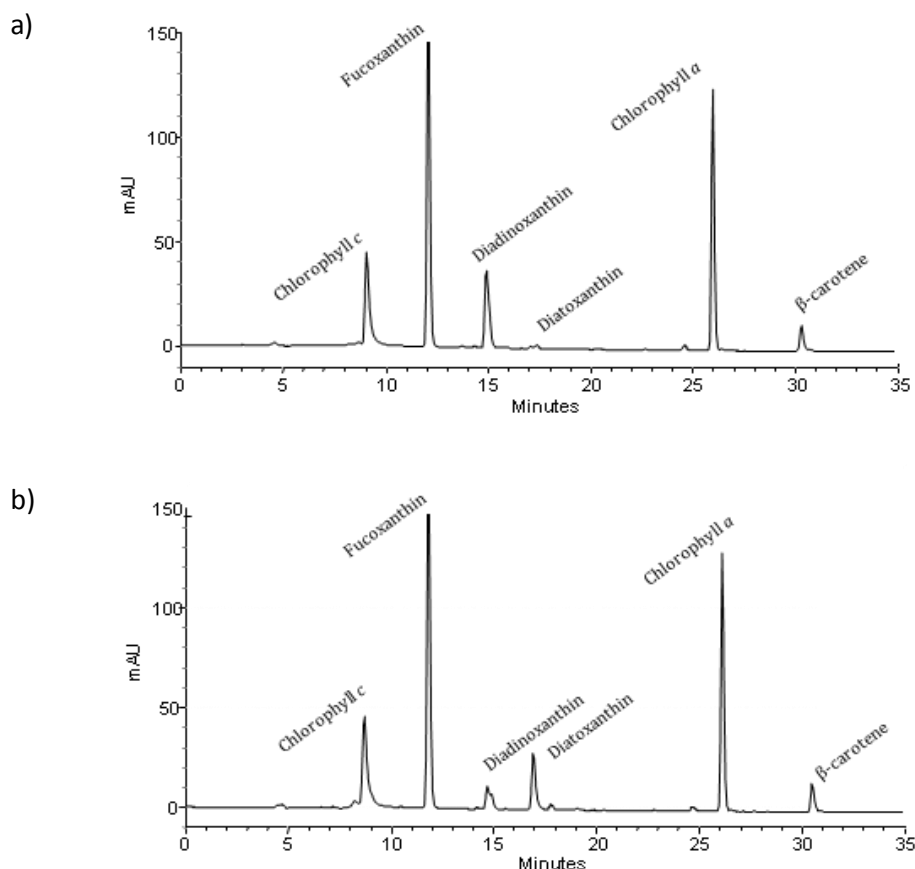 a)
150
100
50
0
mAU
Fucoxanthin
Chlorophyll a
Diadinoxanthin
Chlorophyll c
Diatoxanthin
β-carotene
0 5 10 15 20 25 30 35
Minutes
b)
150
100
50
0
mAU
Fucoxanthin
Chlorophyll a
Chlorophyll c
Diadinoxanthin
Diatoxanthin
β-carotene
0 5 10 15 20 25 30 35
Minutes